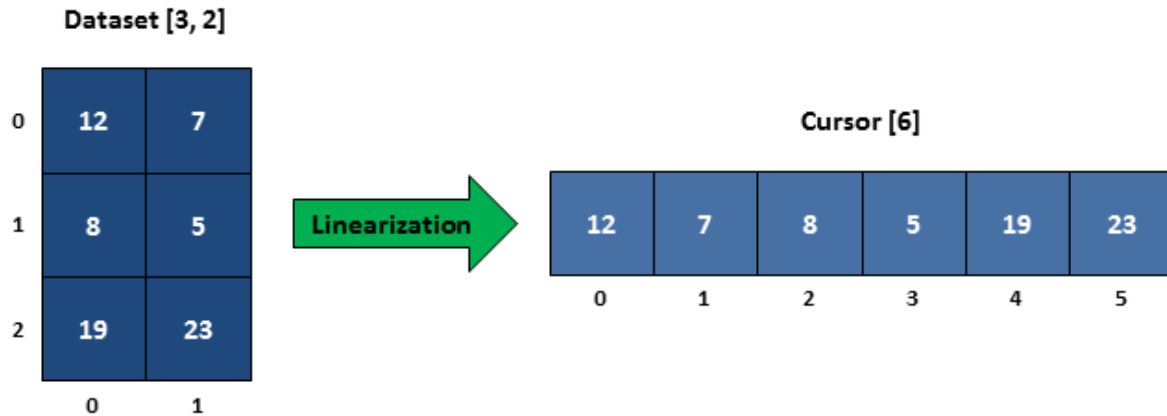 Dataset [3, 2]
0 12 7
1 8 5
2 19 23
0 1
Linearization
Cursor [6]
12 7 8 5 19 23
0 1 2 3 4 5